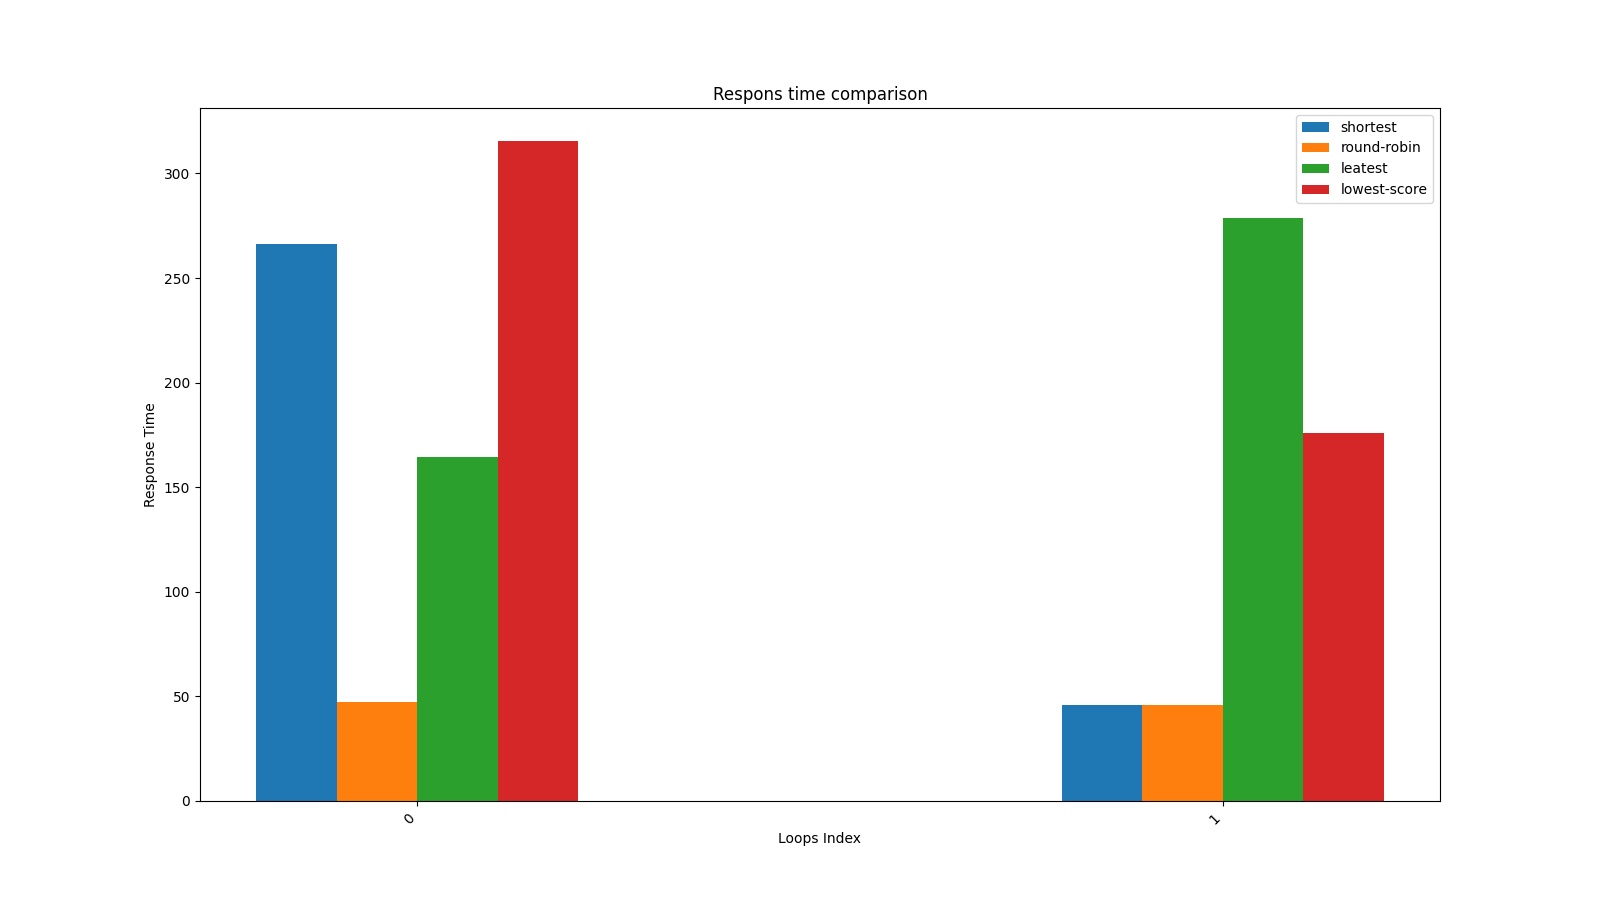 Respons time comparison
shortest
round-robin
leatest
lowest-score
300
250
200
150
100
50
0
Response Time
0
1
Loops Index